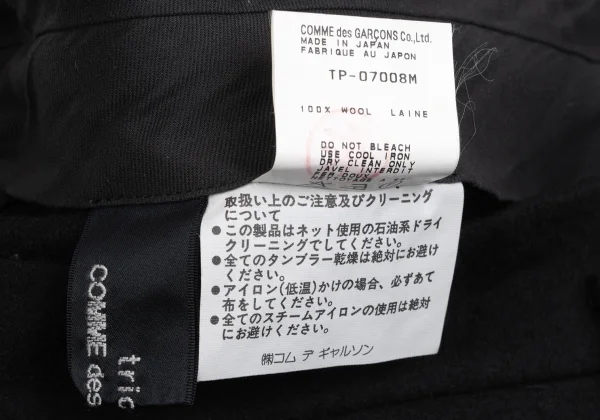 COMME des GARÇONS Co.,Ltd.
MADE IN JAPAN
FABRIQUE AU JAPON
TP-07008M
100% WOOL LAINE
DO NOT BLEACH
USE COOL IRON
DRY CLEAN ONLY
JAVEL INTERDIT
取扱い上のご注意及びクリーニング
について
●この製品はネット使用の石油系ドライ
クリーニングでしてください。
●全てのタンブラー乾燥は絶対にお避け
ください。
●アイロン(低温)かけの場合、必ずあて
布をしてください。
●全てのスチームアイロンの使用は絶対
にお避けください。
㈱コム デ ギャルソン
tric
COMME des